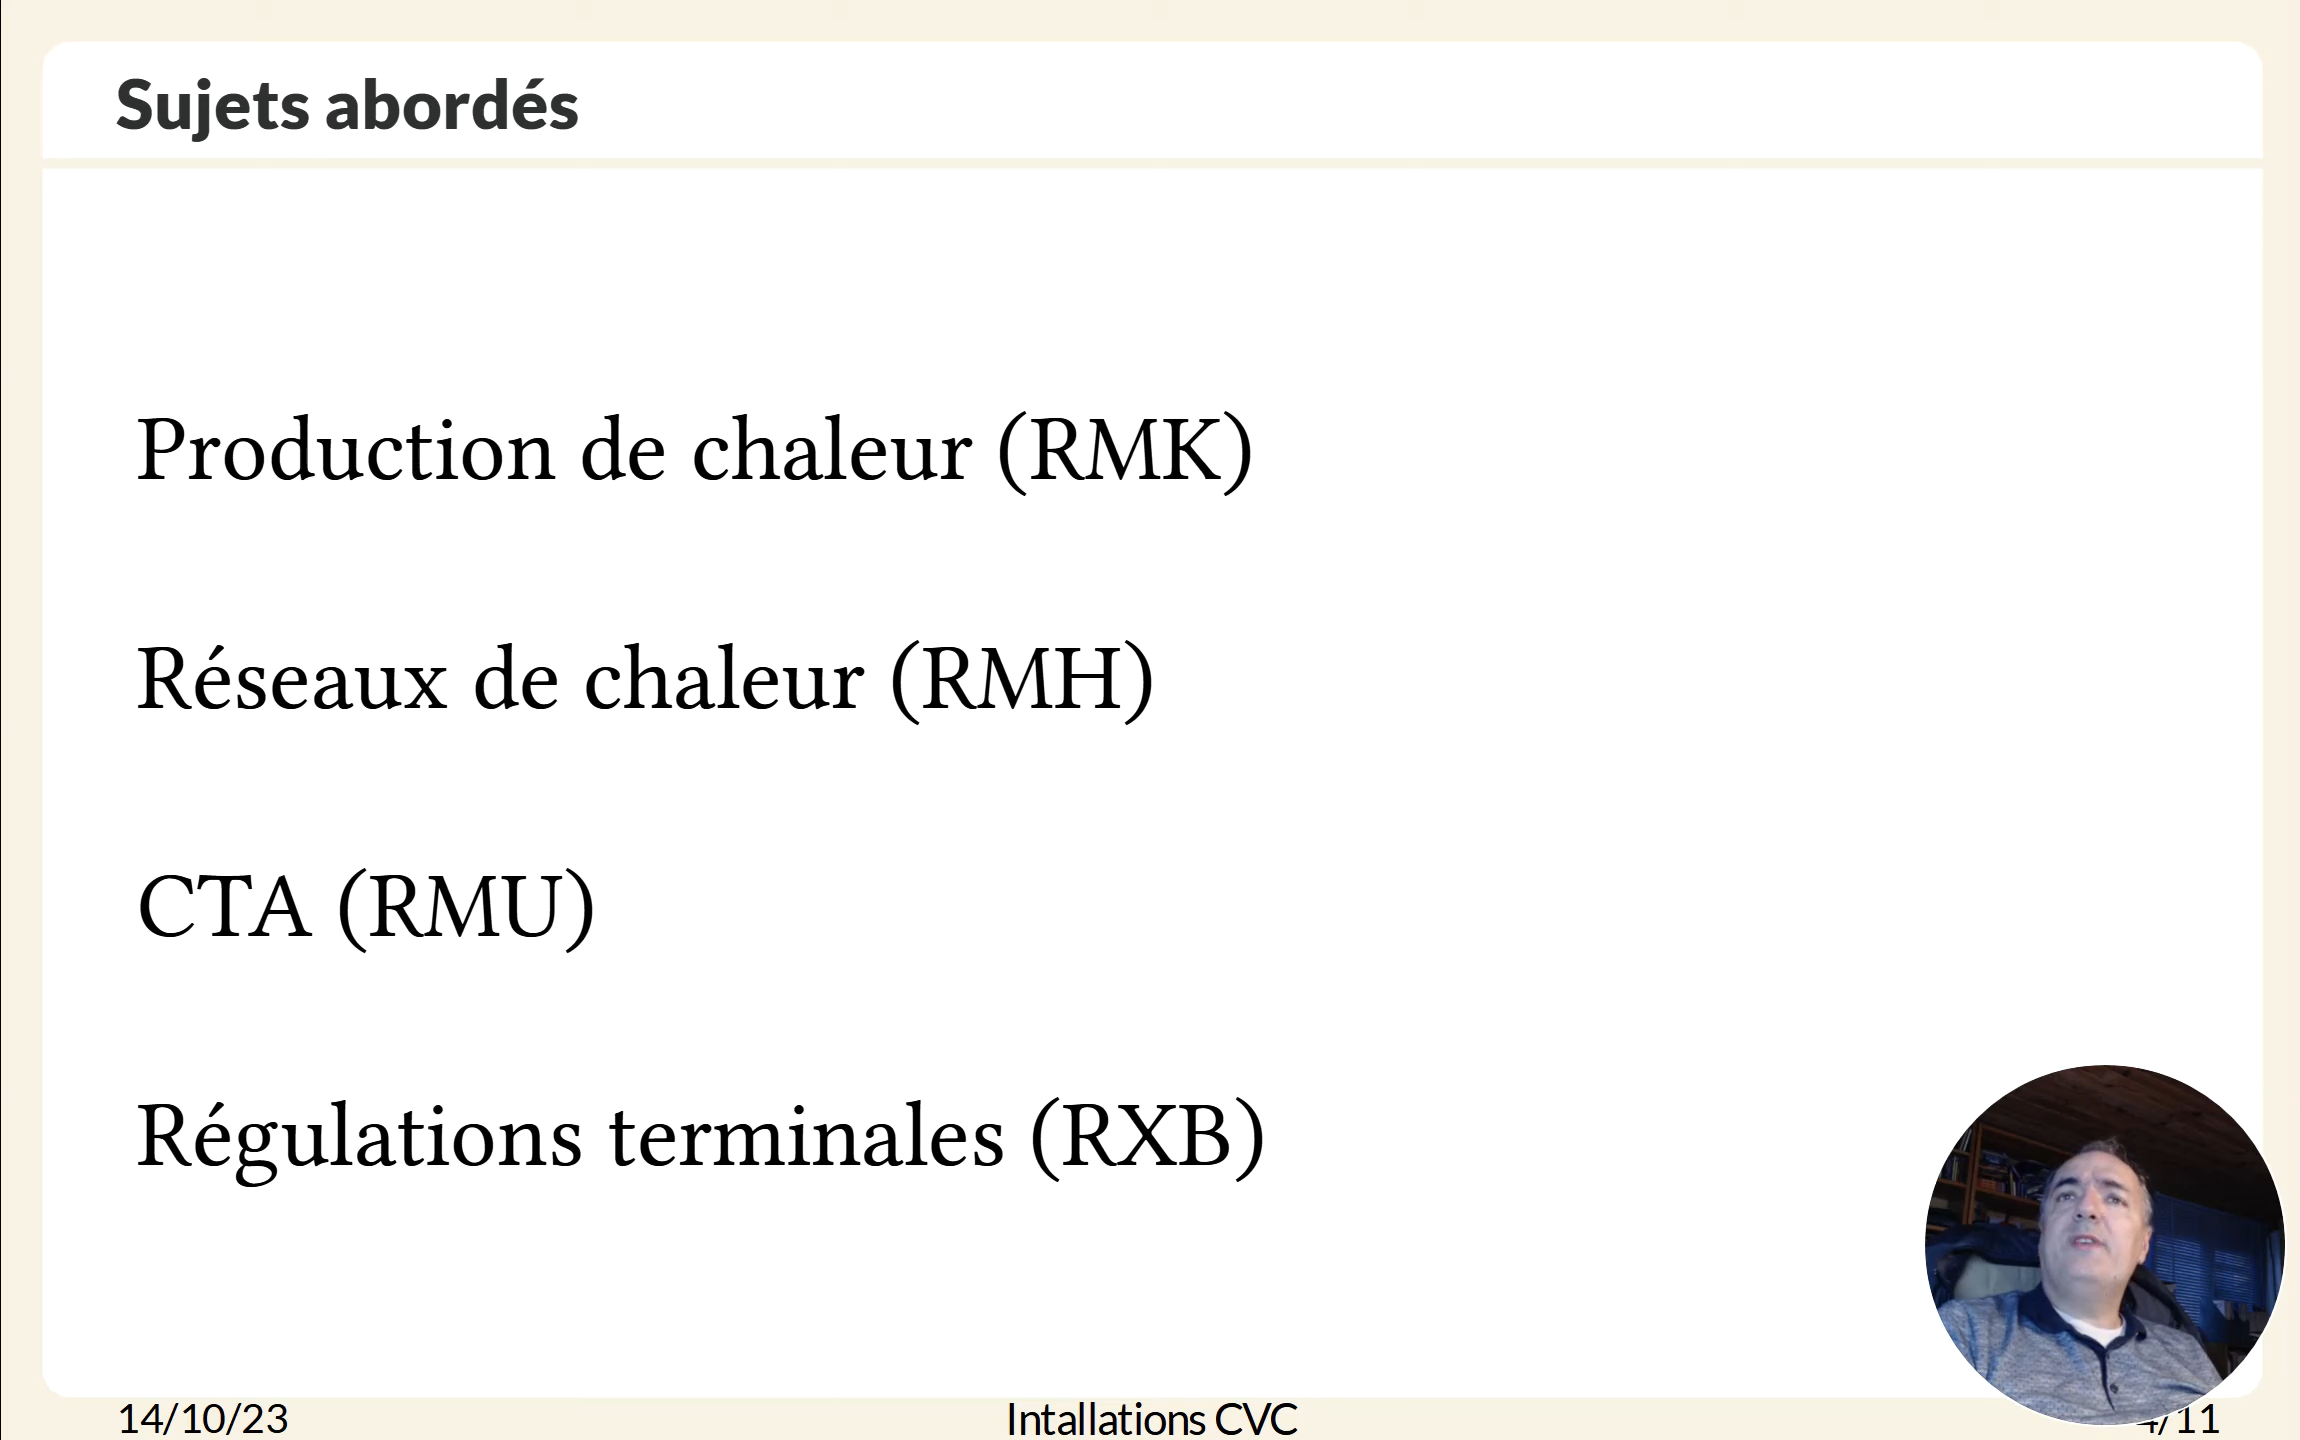 Sujets abordés
Production de chaleur (RMK)
Réseaux de chaleur (RMH)
CTA (RMU)
Régulations terminales (RXB)
14/10/23
Intallations CVC
4/11